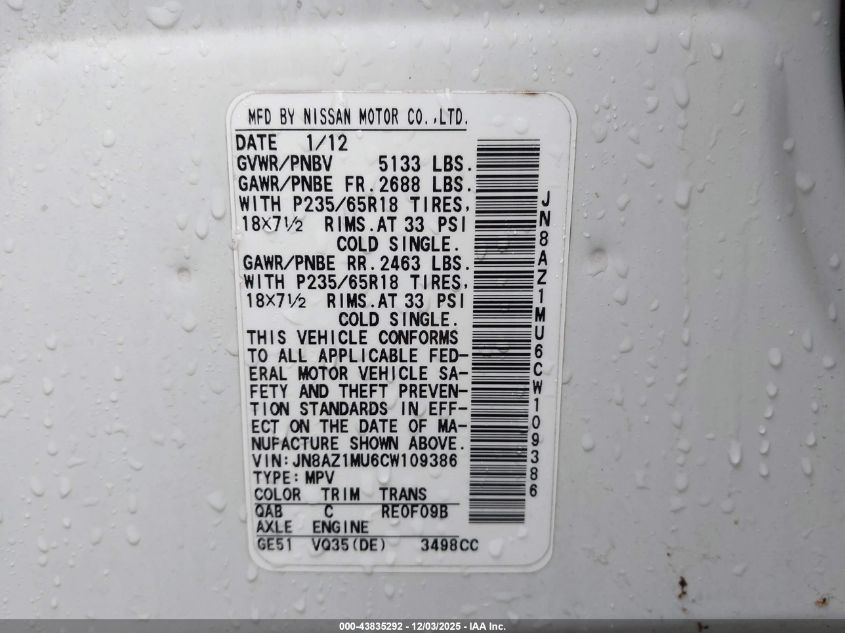 MFD BY NISSAN MOTOR CO.,LTD.
DATE 1/12
GVWR/PNBV 5133 LBS.
GAWR/PNBE FR.2688 LBS.
WITH P235/65R18 TIRES,
18×7½ RIMS.AT 33 PSI
COLD SINGLE.
GAWR/PNBE RR.2463 LBS.
WITH P235/65R18 TIRES,
18×7½ RIMS.AT 33 PSI
COLD SINGLE.
THIS VEHICLE CONFORMS
TO ALL APPLICABLE FED-
ERAL MOTOR VEHICLE SA-
FETY AND THEFT PREVEN-
TION STANDARDS IN EFF-
ECT ON THE DATE OF MA-
NUFACTURE SHOWN ABOVE.
VIN:JN8AZ1MU6CW109386
TYPE:MPV
COLOR TRIM TRANS
QAB C RE0F09B
AXLE ENGINE
GE51 VQ35(DE) 3498CC
JN8AZ1MU6CW109386
000-43835292 - 12/03/2025 - IAA Inc.